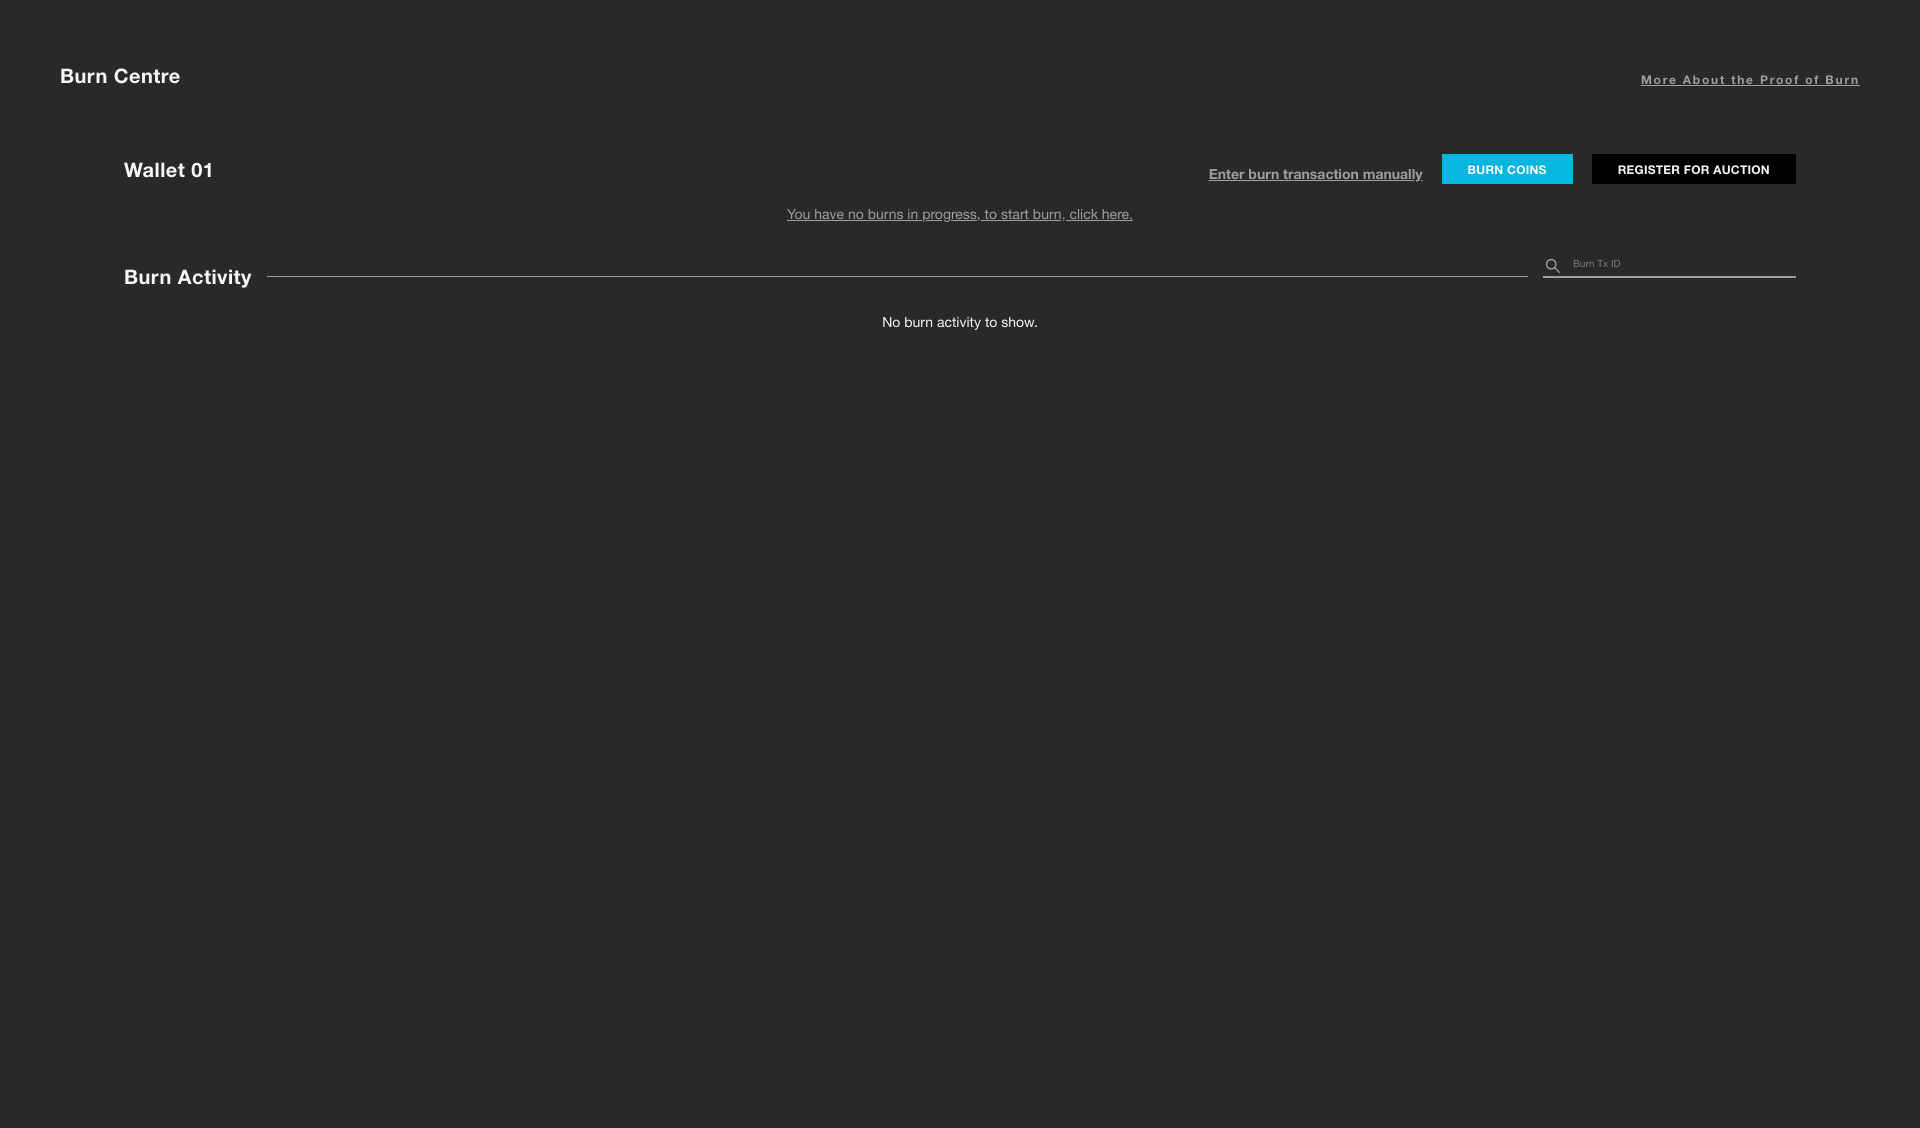 Burn Centre
More About the Proof of Burn
Wallet 01
Enter burn transaction manually
BURN COINS
REGISTER FOR AUCTION
You have no burns in progress, to start burn, click here.
Burn Activity
Burn Tx ID
No burn activity to show.